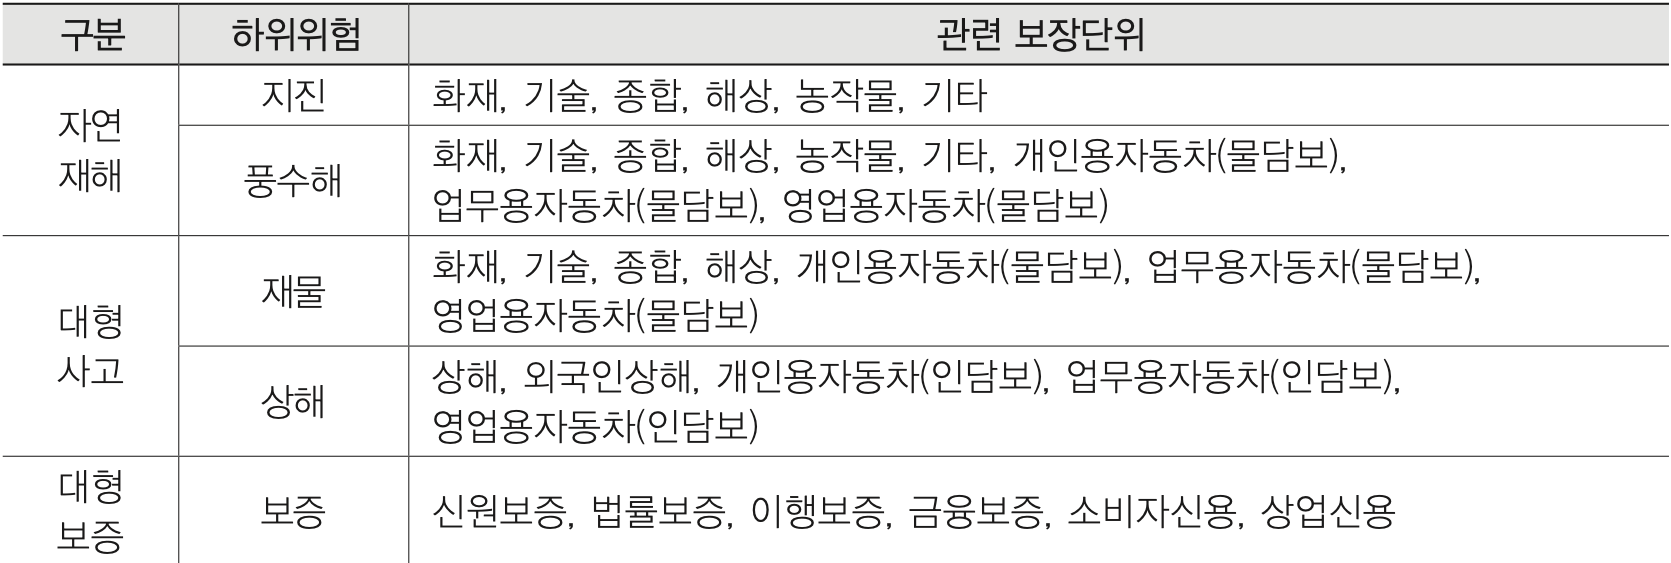 구분 하위위험 관련 보장단위
자연
재해
지진 화재, 기술, 종합, 해상, 농작물, 기타
풍수해 화재, 기술, 종합, 해상, 농작물, 기타, 개인용자동차(물담보),
업무용자동차(물담보), 영업용자동차(물담보)
대형
사고
재물 화재, 기술, 종합, 해상, 개인용자동차(물담보), 업무용자동차(물담보),
영업용자동차(물담보)
상해 상해, 외국인상해, 개인용자동차(인담보), 업무용자동차(인담보),
영업용자동차(인담보)
대형
보증
보증 신원보증, 법률보증, 이행보증, 금융보증, 소비자신용, 상업신용